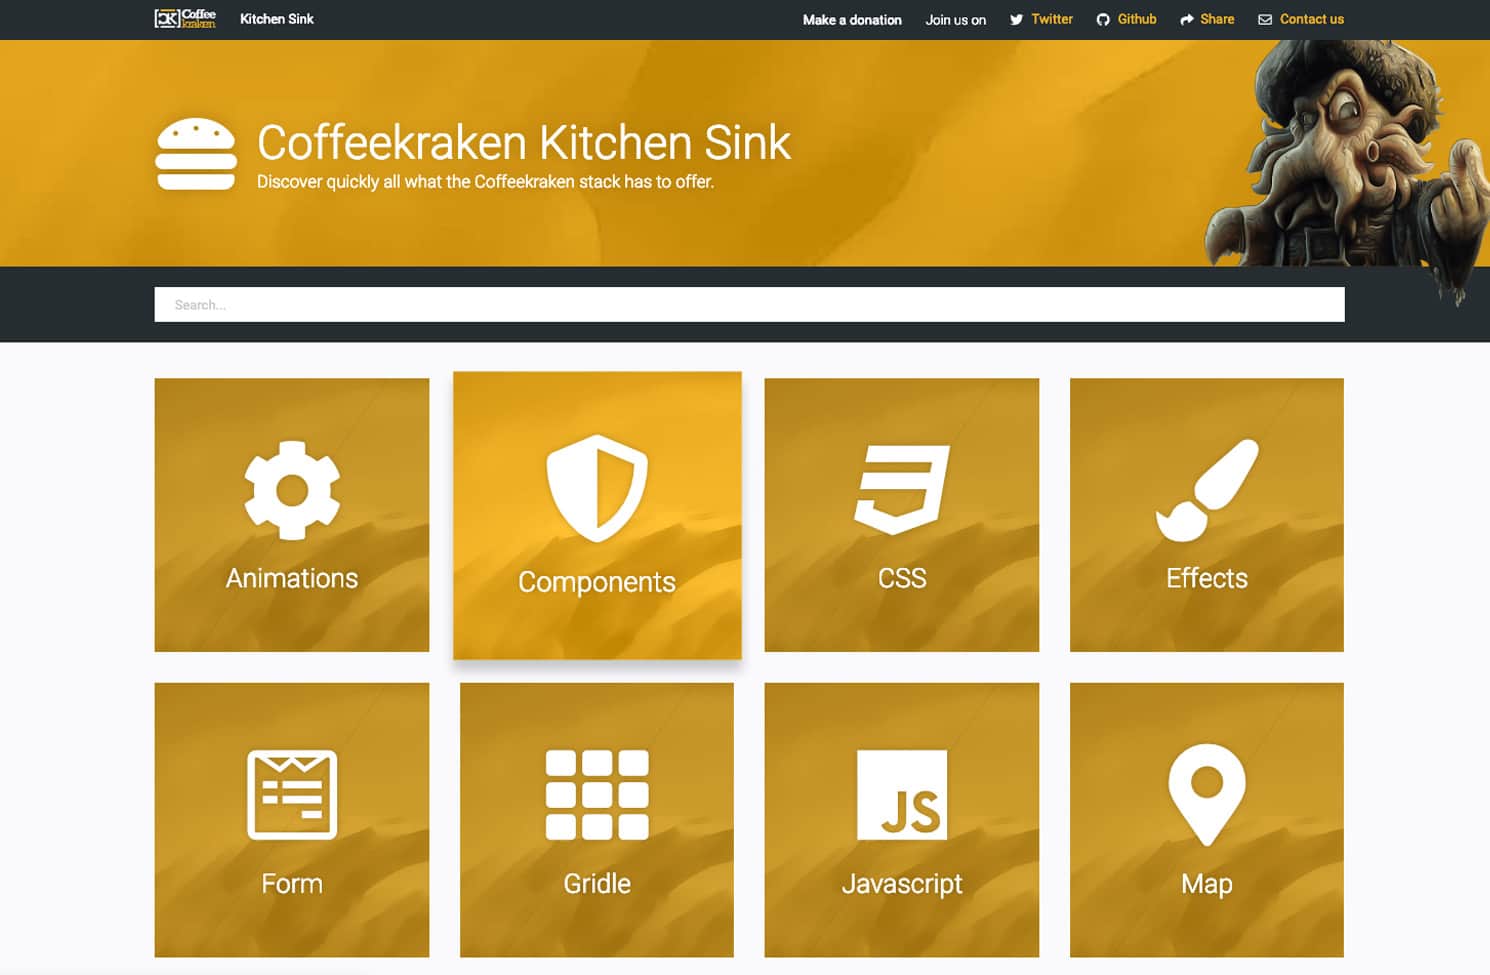 CK Coffee kraken
Kitchen Sink
Make a donation
Join us on
Twitter
Github
Share
Contact us
Coffeekraken Kitchen Sink
Discover quickly all what the Coffeekraken stack has to offer.
Search...
Animations
Components
CSS
Effects
Form
Gridle
JS
Javascript
Map